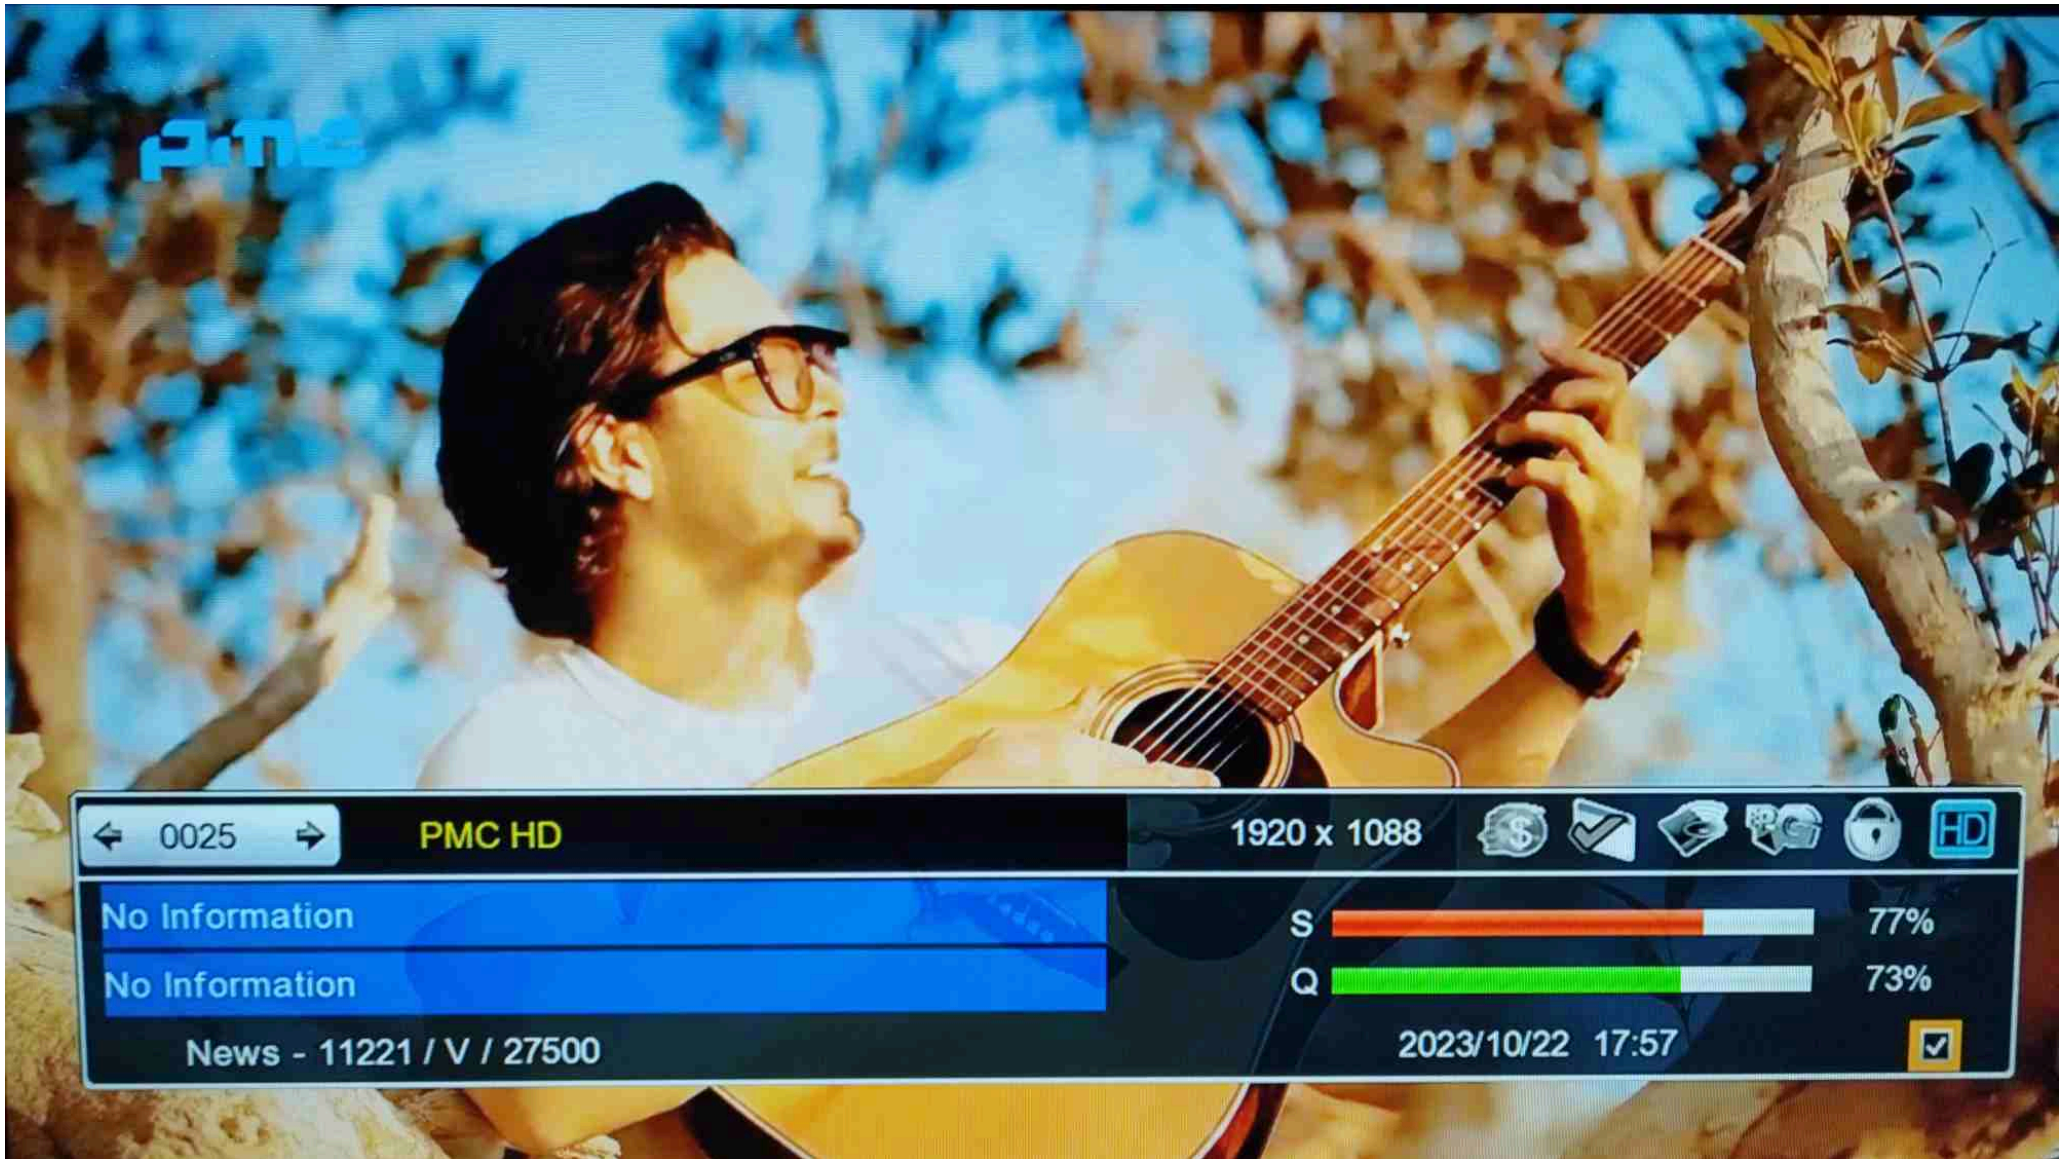 pmc
0025
PMC HD
1920 x 1088
$
HD
No Information
S
77%
No Information
Q
73%
News - 11221 / V / 27500
2023/10/22 17:57